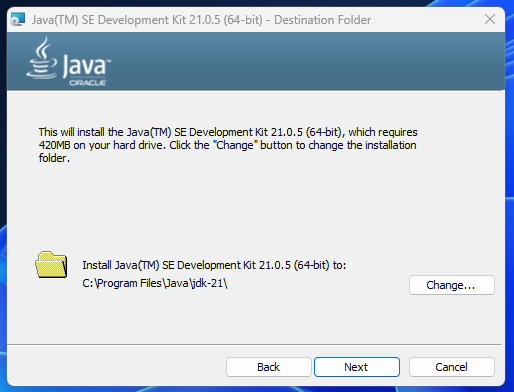 Java(TM) SE Development Kit 21.0.5 (64-bit) - Destination Folder
Java™
ORACLE
This will install the Java(TM) SE Development Kit 21.0.5 (64-bit), which requires
420MB on your hard drive. Click the "Change" button to change the installation
folder.
Install Java(TM) SE Development Kit 21.0.5 (64-bit) to:
C:\Program Files\Java\jdk-21\
Change...
Back
Next
Cancel